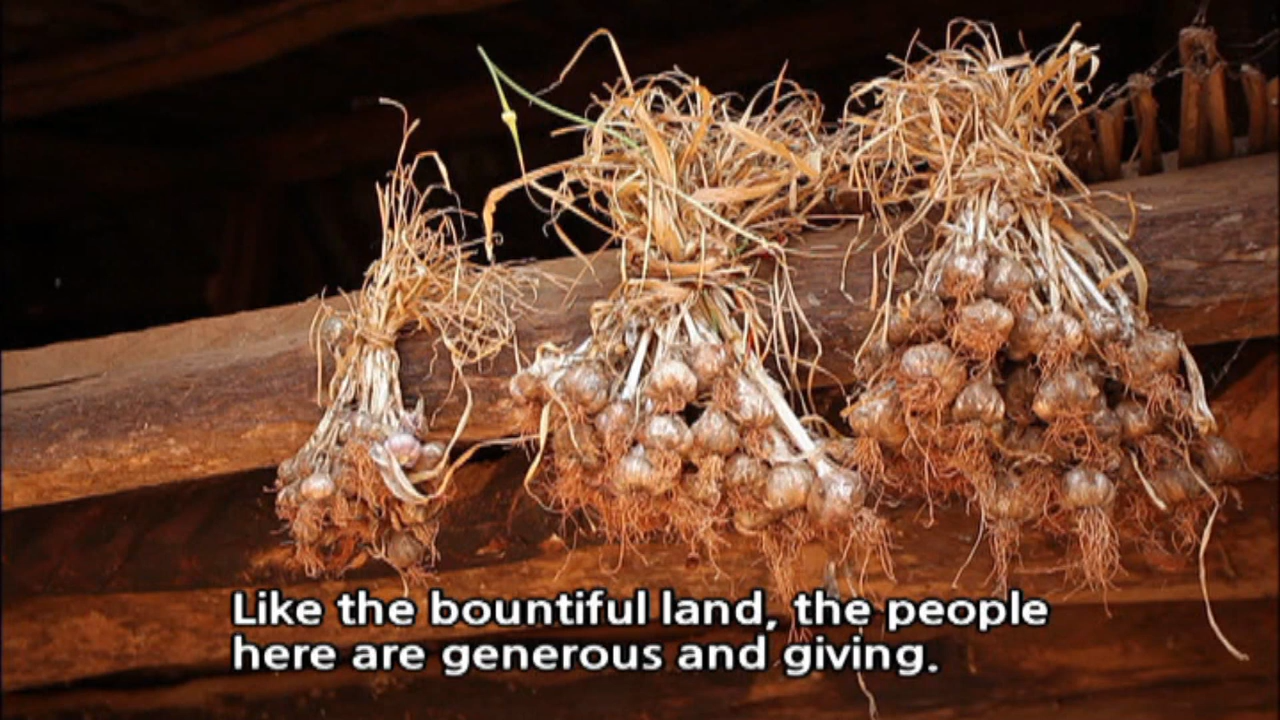 Like the bountiful land, the people
here are generous and giving.